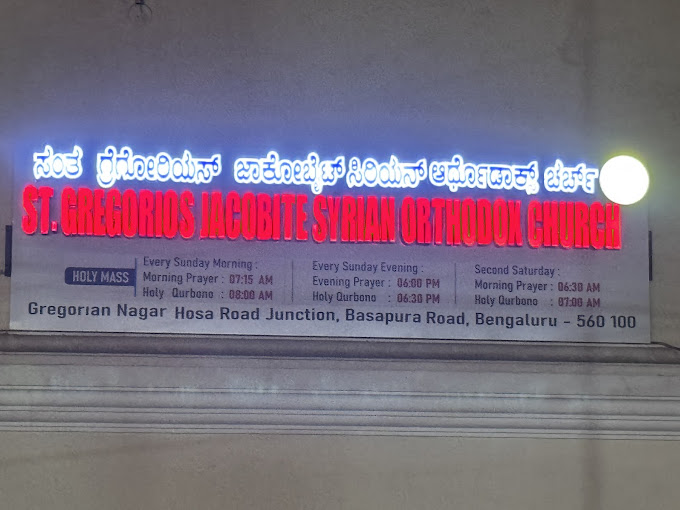 ಸಂತ ಗ್ರೆಗೋರಿಯಸ್ ಜಾಕೋಬೈಟ್ ಸಿರಿಯನ್ ಆರ್ಥೊಡಾಕ್ಸ್ ಚರ್ಚ್
ST. GREGORIOS JACOBITE SYRIAN ORTHODOX CHURCH
HOLY MASS
Every Sunday Morning :
Morning Prayer : 07:15 AM
Holy Qurbono : 08:00 AM
Every Sunday Evening :
Evening Prayer : 06:00 PM
Holy Qurbono : 06:30 PM
Second Saturday :
Morning Prayer : 06:30 AM
Holy Qurbono : 07:00 AM
Gregorian Nagar Hosa Road Junction, Basapura Road, Bengaluru - 560 100